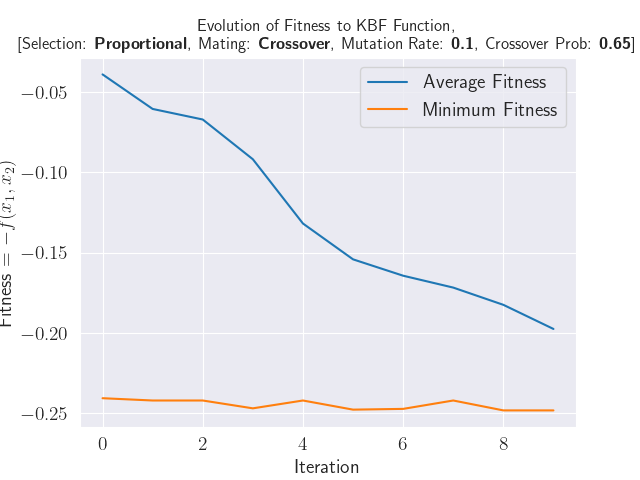 Evolution of Fitness to KBF Function,
[Selection: Proportional, Mating: Crossover, Mutation Rate: 0.1, Crossover Prob: 0.65]
Average Fitness
Minimum Fitness
Fitness = −f(x₁, x₂)
−0.05
−0.10
−0.15
−0.20
−0.25
0 2 4 6 8
Iteration